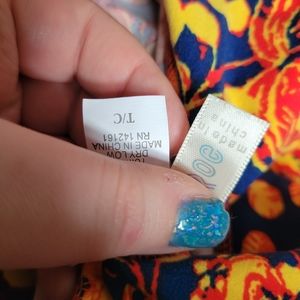 T/C
RN 142161
MADE IN CHINA
DRY LOW
made in
china